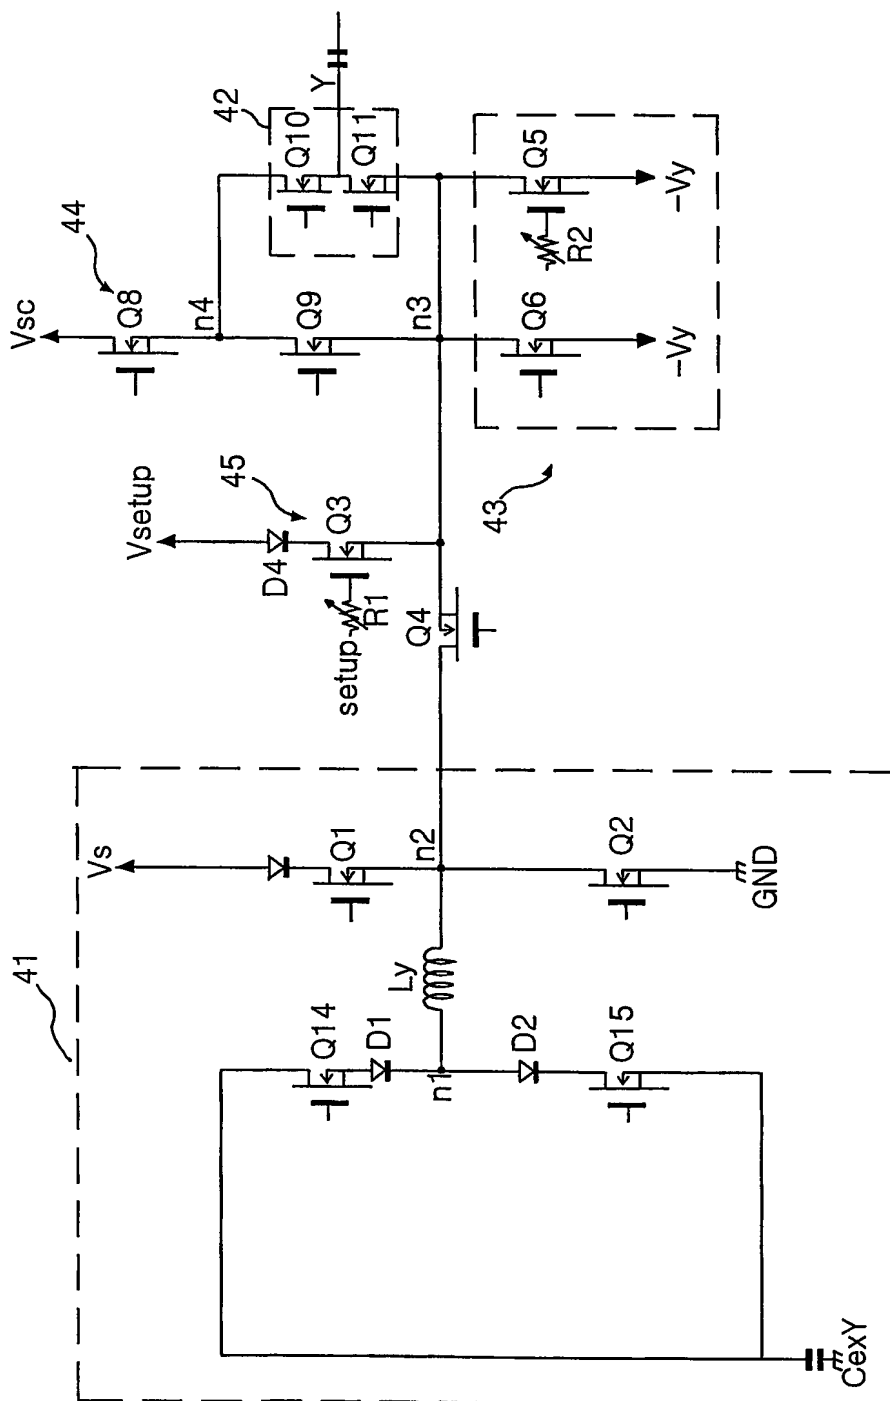 41
Vs
Q14
D1
Q1
Ly
n1
n2
D2
Q15
Q2
GND
CexY
Vsetup
45
D4
Q3
setup
R1
Q4
Vsc
44
Q8
n4
Q9
n3
42
Q10
Y
Q11
43
Q6
Q5
R2
-Vy
-Vy